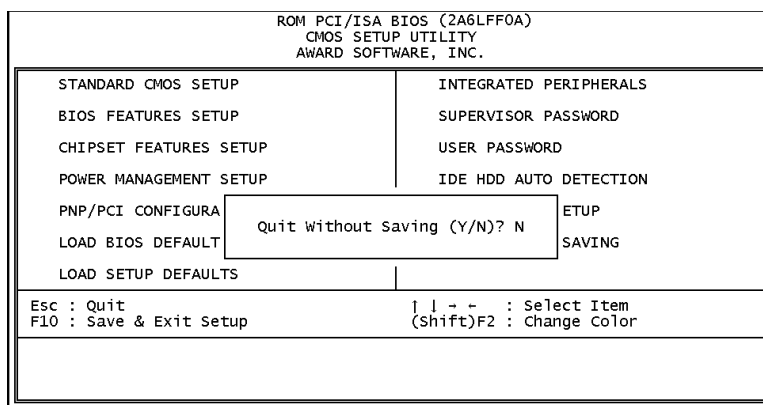 ROM PCI/ISA BIOS (2A6LFF0A)
CMOS SETUP UTILITY
AWARD SOFTWARE, INC.
STANDARD CMOS SETUP
BIOS FEATURES SETUP
CHIPSET FEATURES SETUP
POWER MANAGEMENT SETUP
PNP/PCI CONFIGURA
LOAD BIOS DEFAULT
LOAD SETUP DEFAULTS
INTEGRATED PERIPHERALS
SUPERVISOR PASSWORD
USER PASSWORD
IDE HDD AUTO DETECTION
ETUP
SAVING
Quit Without Saving (Y/N)? N
Esc : Quit
F10 : Save & Exit Setup
↑ ↓ → ← : Select Item
(Shift)F2 : Change Color